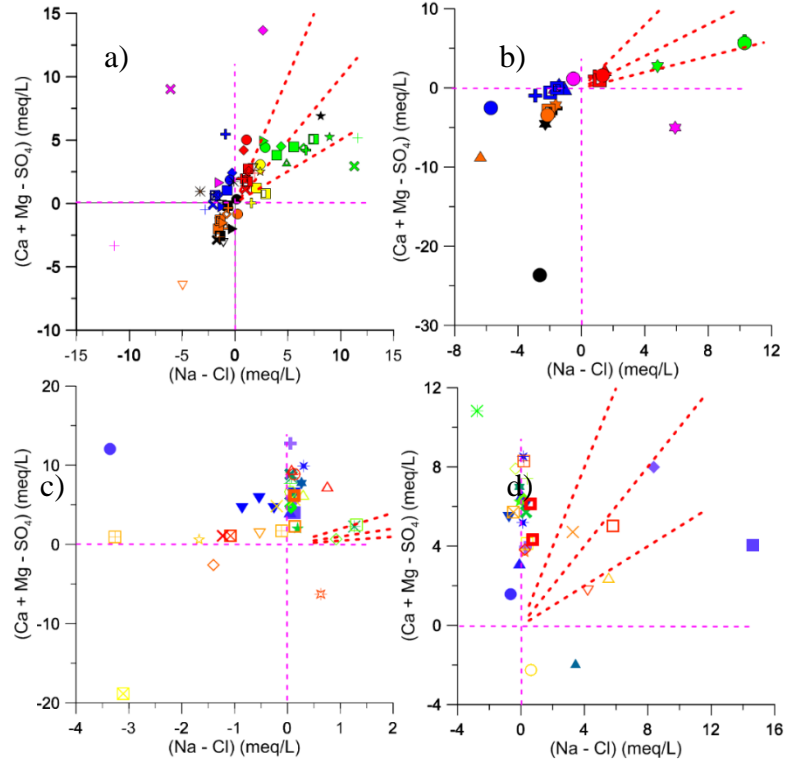 a)
15
10
5
0
-5
-10
-15 -10 -5 0 5 10 15
(Ca + Mg - SO₄) (meq/L)
(Na - Cl) (meq/L)
b)
10
0
-10
-20
-30
-8 -4 0 4 8 12
(Ca + Mg - SO₄) (meq/L)
(Na - Cl) (meq/L)
c)
20
10
0
-10
-20
-4 -3 -2 -1 0 1 2
(Ca + Mg - SO₄) (meq/L)
(Na - Cl) (meq/L)
d)
12
8
4
0
-4
-4 0 4 8 12 16
(Ca + Mg - SO₄) (meq/L)
(Na - Cl) (meq/L)